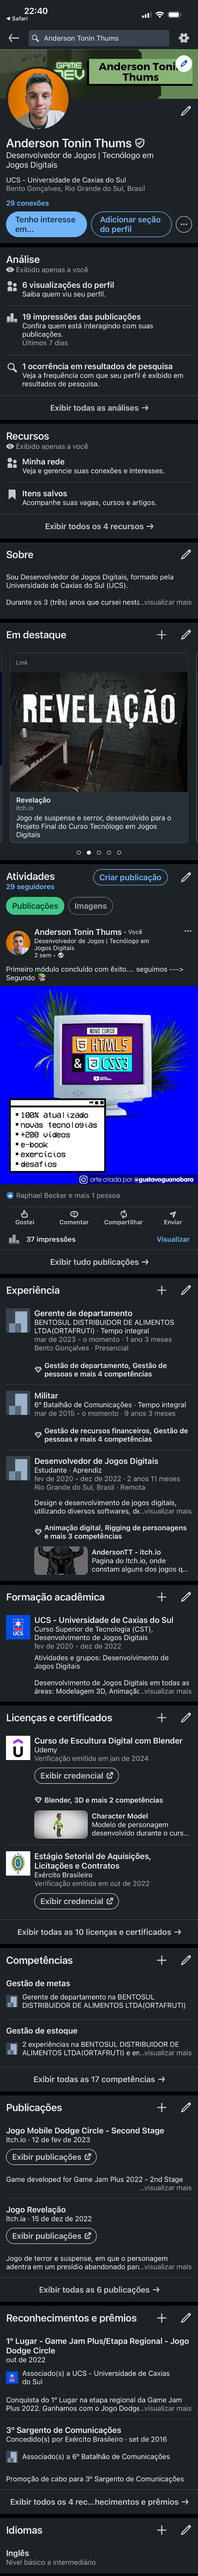 22:40
Safari
Anderson Tonin Thums
GAME
DEV
Anderson Toni
Thums
Anderson Tonin Thums
Desenvolvedor de Jogos | Tecnólogo em
Jogos Digitais
UCS - Universidade de Caxias do Sul
Bento Gonçalves, Rio Grande do Sul, Brasil
29 conexões
Tenho interesse
em...
Adicionar seção
do perfil
Análise
Exibido apenas a você
6 visualizações do perfil
Saiba quem viu seu perfil.
19 impressões das publicações
Confira quem está interagindo com suas
publicações.
Últimos 7 dias
1 ocorrência em resultados de pesquisa
Veja a frequência com que seu perfil é exibido em
resultados de pesquisa.
Exibir todas as análises →
Recursos
Exibido apenas a você
Minha rede
Veja e gerencie suas conexões e interesses.
Itens salvos
Acompanhe suas vagas, cursos e artigos.
Exibir todos os 4 recursos →
Sobre
Sou Desenvolvedor de Jogos Digitais, formado pela
Universidade de Caxias do Sul (UCS).
Durante os 3 (três) anos que cursei nesta...visualizar mais
Em destaque
Link
REVELAÇÃO
Revelação
itch.io
Jogo de suspense e serror, desenvolvido para o
Projeto Final do Curso Tecnólogo em Jogos
Digitais
Atividades
29 seguidores
Criar publicação
Publicações
Imagens
Anderson Tonin Thums • Você
Desenvolvedor de Jogos | Tecnólogo em
Jogos Digitais
2 sem •
Primeiro módulo concluído com êxito.... seguimos --->
Segundo
NOVO CURSO
HTML5
& CSS3
• 100% atualizado
• novas tecnologias
• +200 vídeos
• e-book
• exercícios
• desafios
arte criada por @gustavoguanabara
Raphael Becker e mais 1 pessoa
Gostei
Comentar
Compartilhar
Enviar
37 impressões
Visualizar
Exibir tudo publicações →
Experiência
Gerente de departamento
BENTOSUL DISTRIBUIDOR DE ALIMENTOS
LTDA(ORTAFRUTI) · Tempo integral
mar de 2023 - o momento · 1 ano 3 meses
Bento Gonçalves · Presencial
Gestão de departamento, Gestão de
pessoas e mais 4 competências
Militar
6º Batalhão de Comunicações · Tempo integral
mar de 2015 - o momento · 9 anos 3 meses
Gestão de recursos financeiros, Gestão de
pessoas e mais 4 competências
Desenvolvedor de Jogos Digitais
Estudante · Aprendiz
fev de 2020 - dez de 2022 · 2 anos 11 meses
Rio Grande do Sul, Brasil · Remota
Design e desenvolvimento de jogos digitais,
utilizando diversos softwares, de...visualizar mais
Animação digital, Rigging de personagens
e mais 3 competências
AndersonTT - itch.io
Pagina do Itch.io, onde
constam alguns dos jogos q...
Formação acadêmica
UCS - Universidade de Caxias do Sul
Curso Superior de Tecnologia (CST),
Desenvolvimento de Jogos Digitais
fev de 2020 - dez de 2022
Atividades e grupos: Desenvolvimento de
Jogos Digitais
Desenvolvimento de Jogos Digitais em todas as
áreas: Modelagem 3D, Animação...visualizar mais
Licenças e certificados
Curso de Escultura Digital com Blender
Udemy
Verificação emitida em jan de 2024
Exibir credencial
Blender, 3D e mais 2 competências
Character Model
Modelo de personagem
desenvolvido durante o curs...
Estágio Setorial de Aquisições,
Licitações e Contratos
Exército Brasileiro
Verificação emitida em out de 2022
Exibir credencial
Exibir todas as 10 licenças e certificados →
Competências
Gestão de metas
Gerente de departamento na BENTOSUL
DISTRIBUIDOR DE ALIMENTOS LTDA(ORTAFRUTI)
Gestão de estoque
2 experiências na BENTOSUL DISTRIBUIDOR DE
ALIMENTOS LTDA(ORTAFRUTI) e en...visualizar mais
Exibir todas as 17 competências →
Publicações
Jogo Mobile Dodge Circle - Second Stage
Itch.io · 12 de fev de 2023
Exibir publicações
Game developed for Game Jam Plus 2022 - 2nd Stage
...visualizar mais
Jogo Revelação
Itch.ia · 15 de dez de 2022
Exibir publicações
Jogo de terror e suspense, em que o personagem
adentra em um presídio abandonado par...visualizar mais
Exibir todas as 6 publicações →
Reconhecimentos e prêmios
1º Lugar - Game Jam Plus/Etapa Regional - Jogo
Dodge Circle
out de 2022
Associado(s) a UCS - Universidade de Caxias
do Sul
Conquista do 1º Lugar na etapa regional da Game Jam
Plus 2022. Ganhamos com o Jogo Dodge...visualizar mais
3º Sargento de Comunicações
Concedido(s) por Exército Brasileiro · set de 2016
Associado(s) a 6º Batalhão de Comunicações
Promoção de cabo para 3º Sargento de Comunicações
Exibir todos os 4 rec...hecimentos e prêmios →
Idiomas
Inglês
Nível básico a intermediário